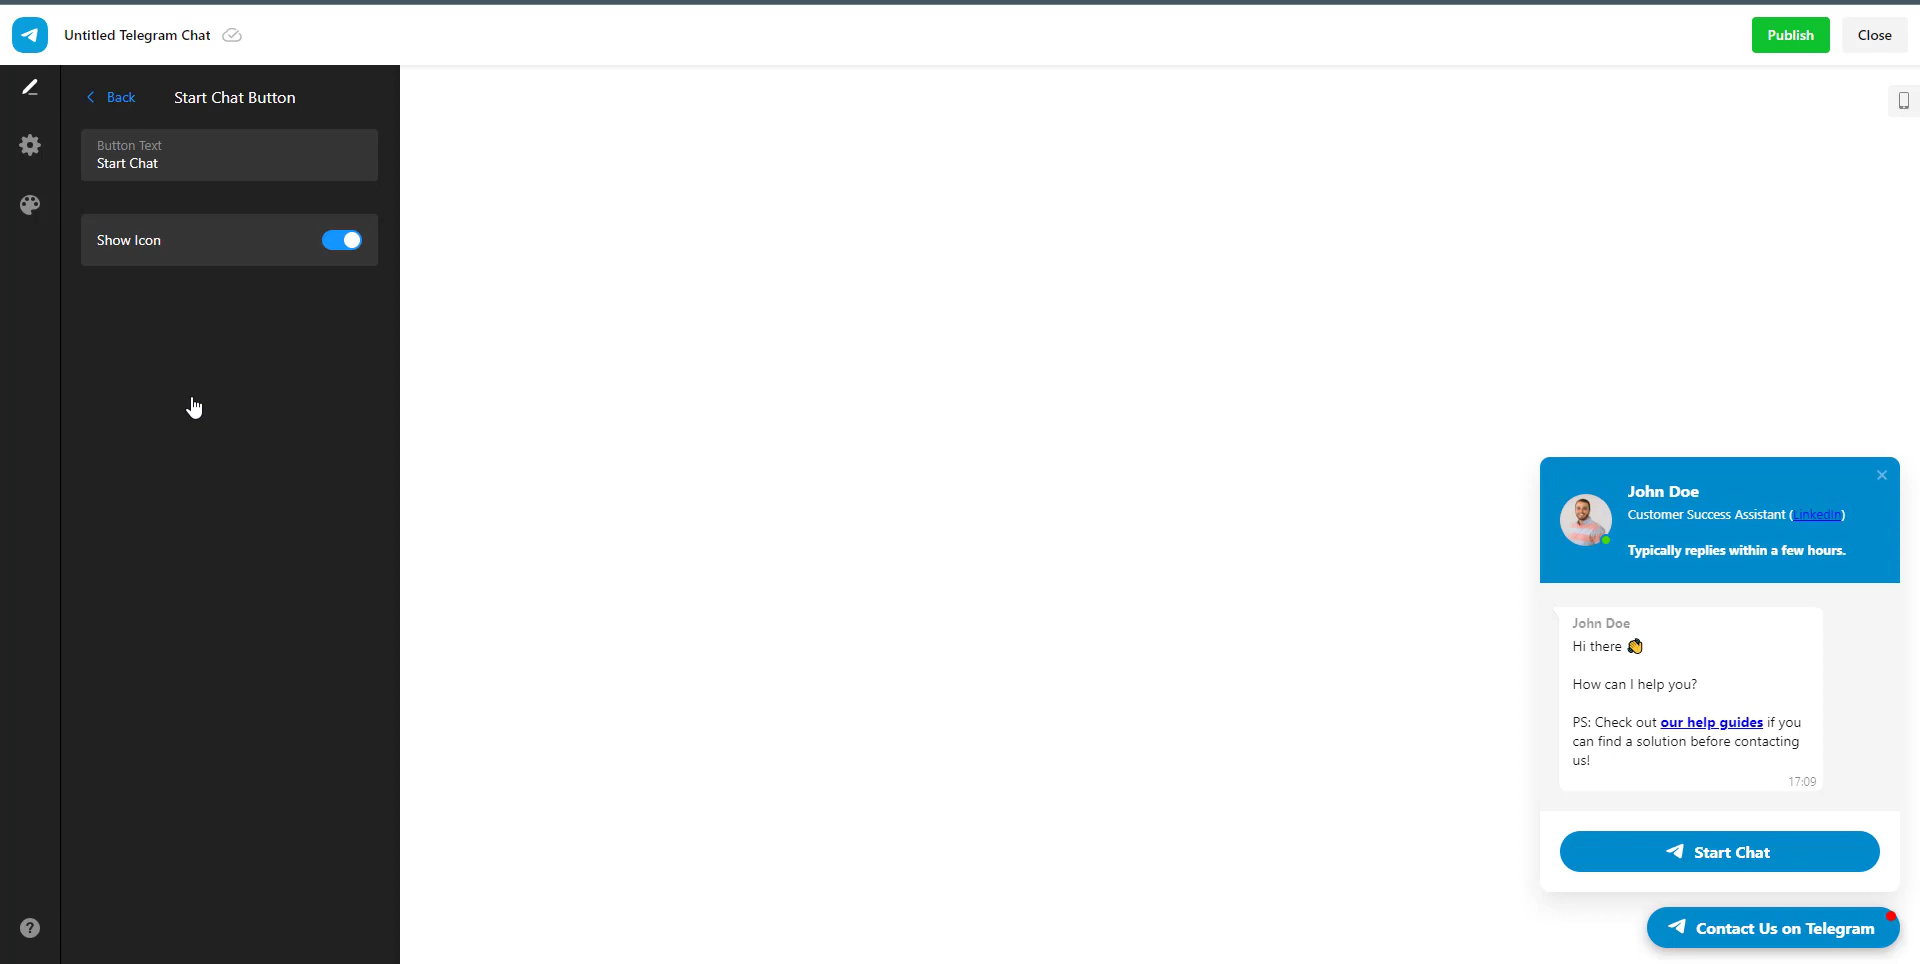 Untitled Telegram Chat
Publish
Close
Back
Start Chat Button
Button Text
Start Chat
Show Icon
John Doe
Customer Success Assistant (LinkedIn)
Typically replies within a few hours.
John Doe
Hi there 👋
How can I help you?
PS: Check out our help guides if you
can find a solution before contacting
us!
17:09
Start Chat
Contact Us on Telegram
?